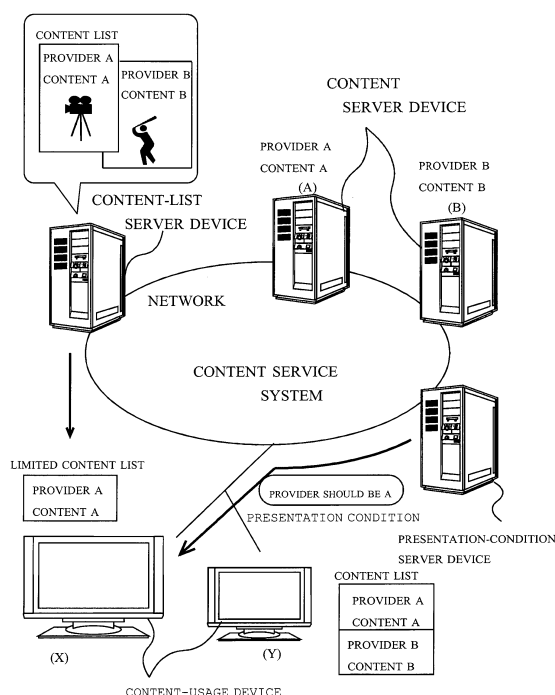 CONTENT LIST
PROVIDER A
CONTENT A
PROVIDER B
CONTENT B
CONTENT
SERVER DEVICE
PROVIDER A
CONTENT A
(A)
PROVIDER B
CONTENT B
(B)
CONTENT-LIST
SERVER DEVICE
NETWORK
CONTENT SERVICE
SYSTEM
LIMITED CONTENT LIST
PROVIDER A
CONTENT A
PROVIDER SHOULD BE A
PRESENTATION CONDITION
PRESENTATION-CONDITION
SERVER DEVICE
CONTENT LIST
PROVIDER A
CONTENT A
PROVIDER B
CONTENT B
(X)
(Y)
CONTENT-USAGE DEVICE